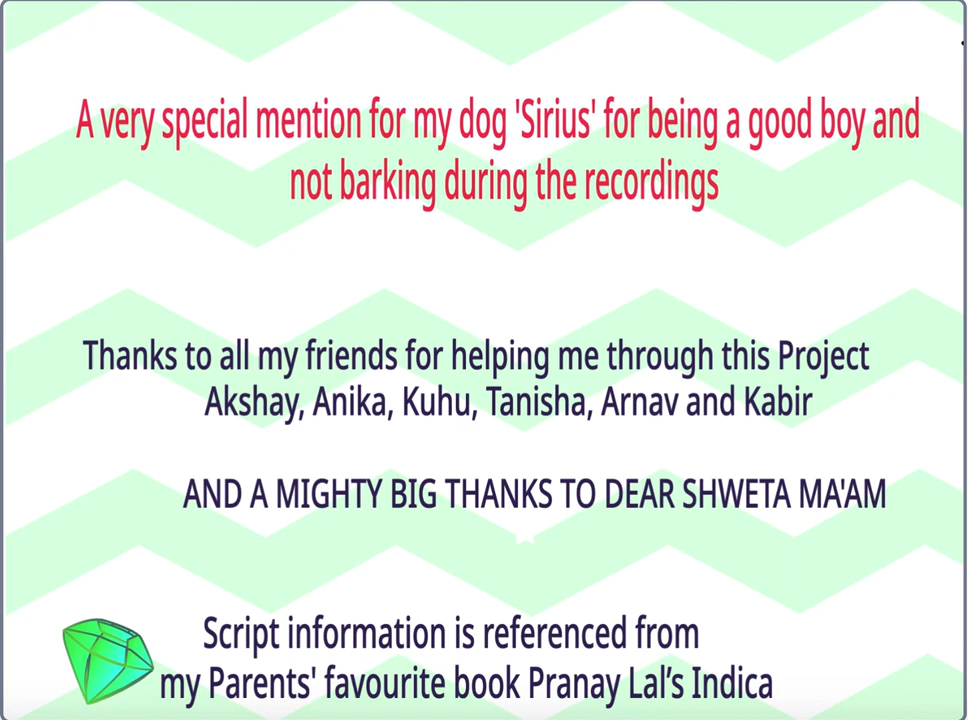 A very special mention for my dog 'Sirius' for being a good boy and
not barking during the recordings
Thanks to all my friends for helping me through this Project
Akshay, Anika, Kuhu, Tanisha, Arnav and Kabir
AND A MIGHTY BIG THANKS TO DEAR SHWETA MA'AM
Script information is referenced from
my Parents' favourite book Pranay Lal’s Indica